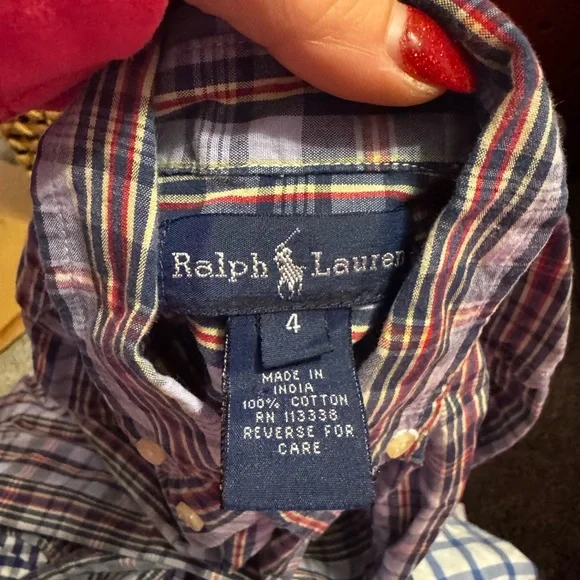 Ralph Lauren
4
MADE IN
INDIA
100% COTTON
RN 113338
REVERSE FOR
CARE